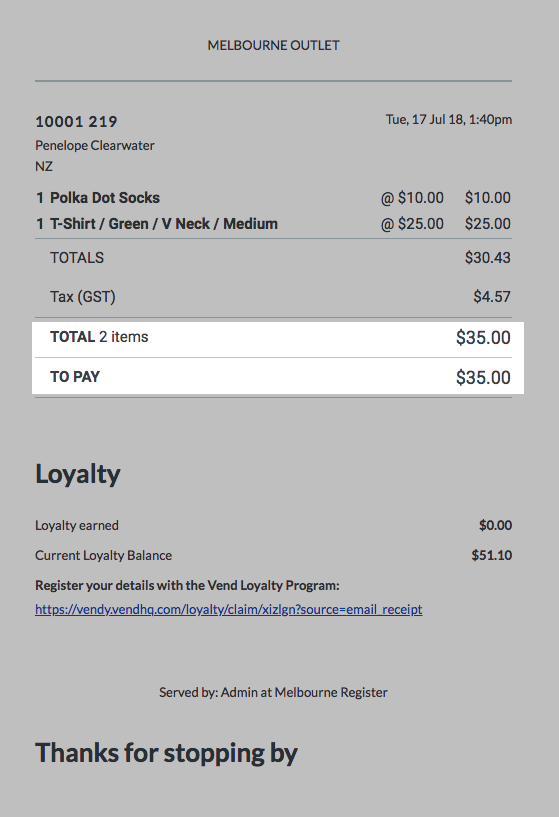 MELBOURNE OUTLET
10001 219 Tue, 17 Jul 18, 1:40pm
Penelope Clearwater
NZ
1 Polka Dot Socks @ $10.00 $10.00
1 T-Shirt / Green / V Neck / Medium @ $25.00 $25.00
TOTALS $30.43
Tax (GST) $4.57
TOTAL 2 items $35.00
TO PAY $35.00
Loyalty
Loyalty earned $0.00
Current Loyalty Balance $51.10
Register your details with the Vend Loyalty Program:
https://vendy.vendhq.com/loyalty/claim/xizlgn?source=email_receipt
Served by: Admin at Melbourne Register
Thanks for stopping by